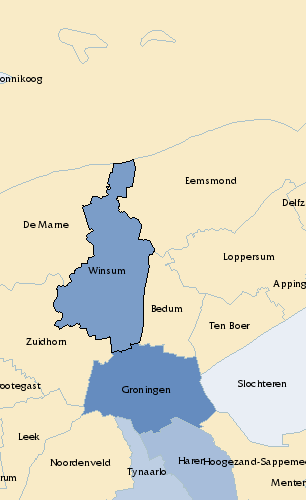 onnikoog
Eemsmond
Delfz
De Marne
Loppersum
Winsum
Apping
Bedum
Ten Boer
Zuidhorn
Slochteren
ootegast
Groningen
Leek
Noordenveld
Haren
Hoogezand-Sappeme
Tynaarlo
rum
Menter